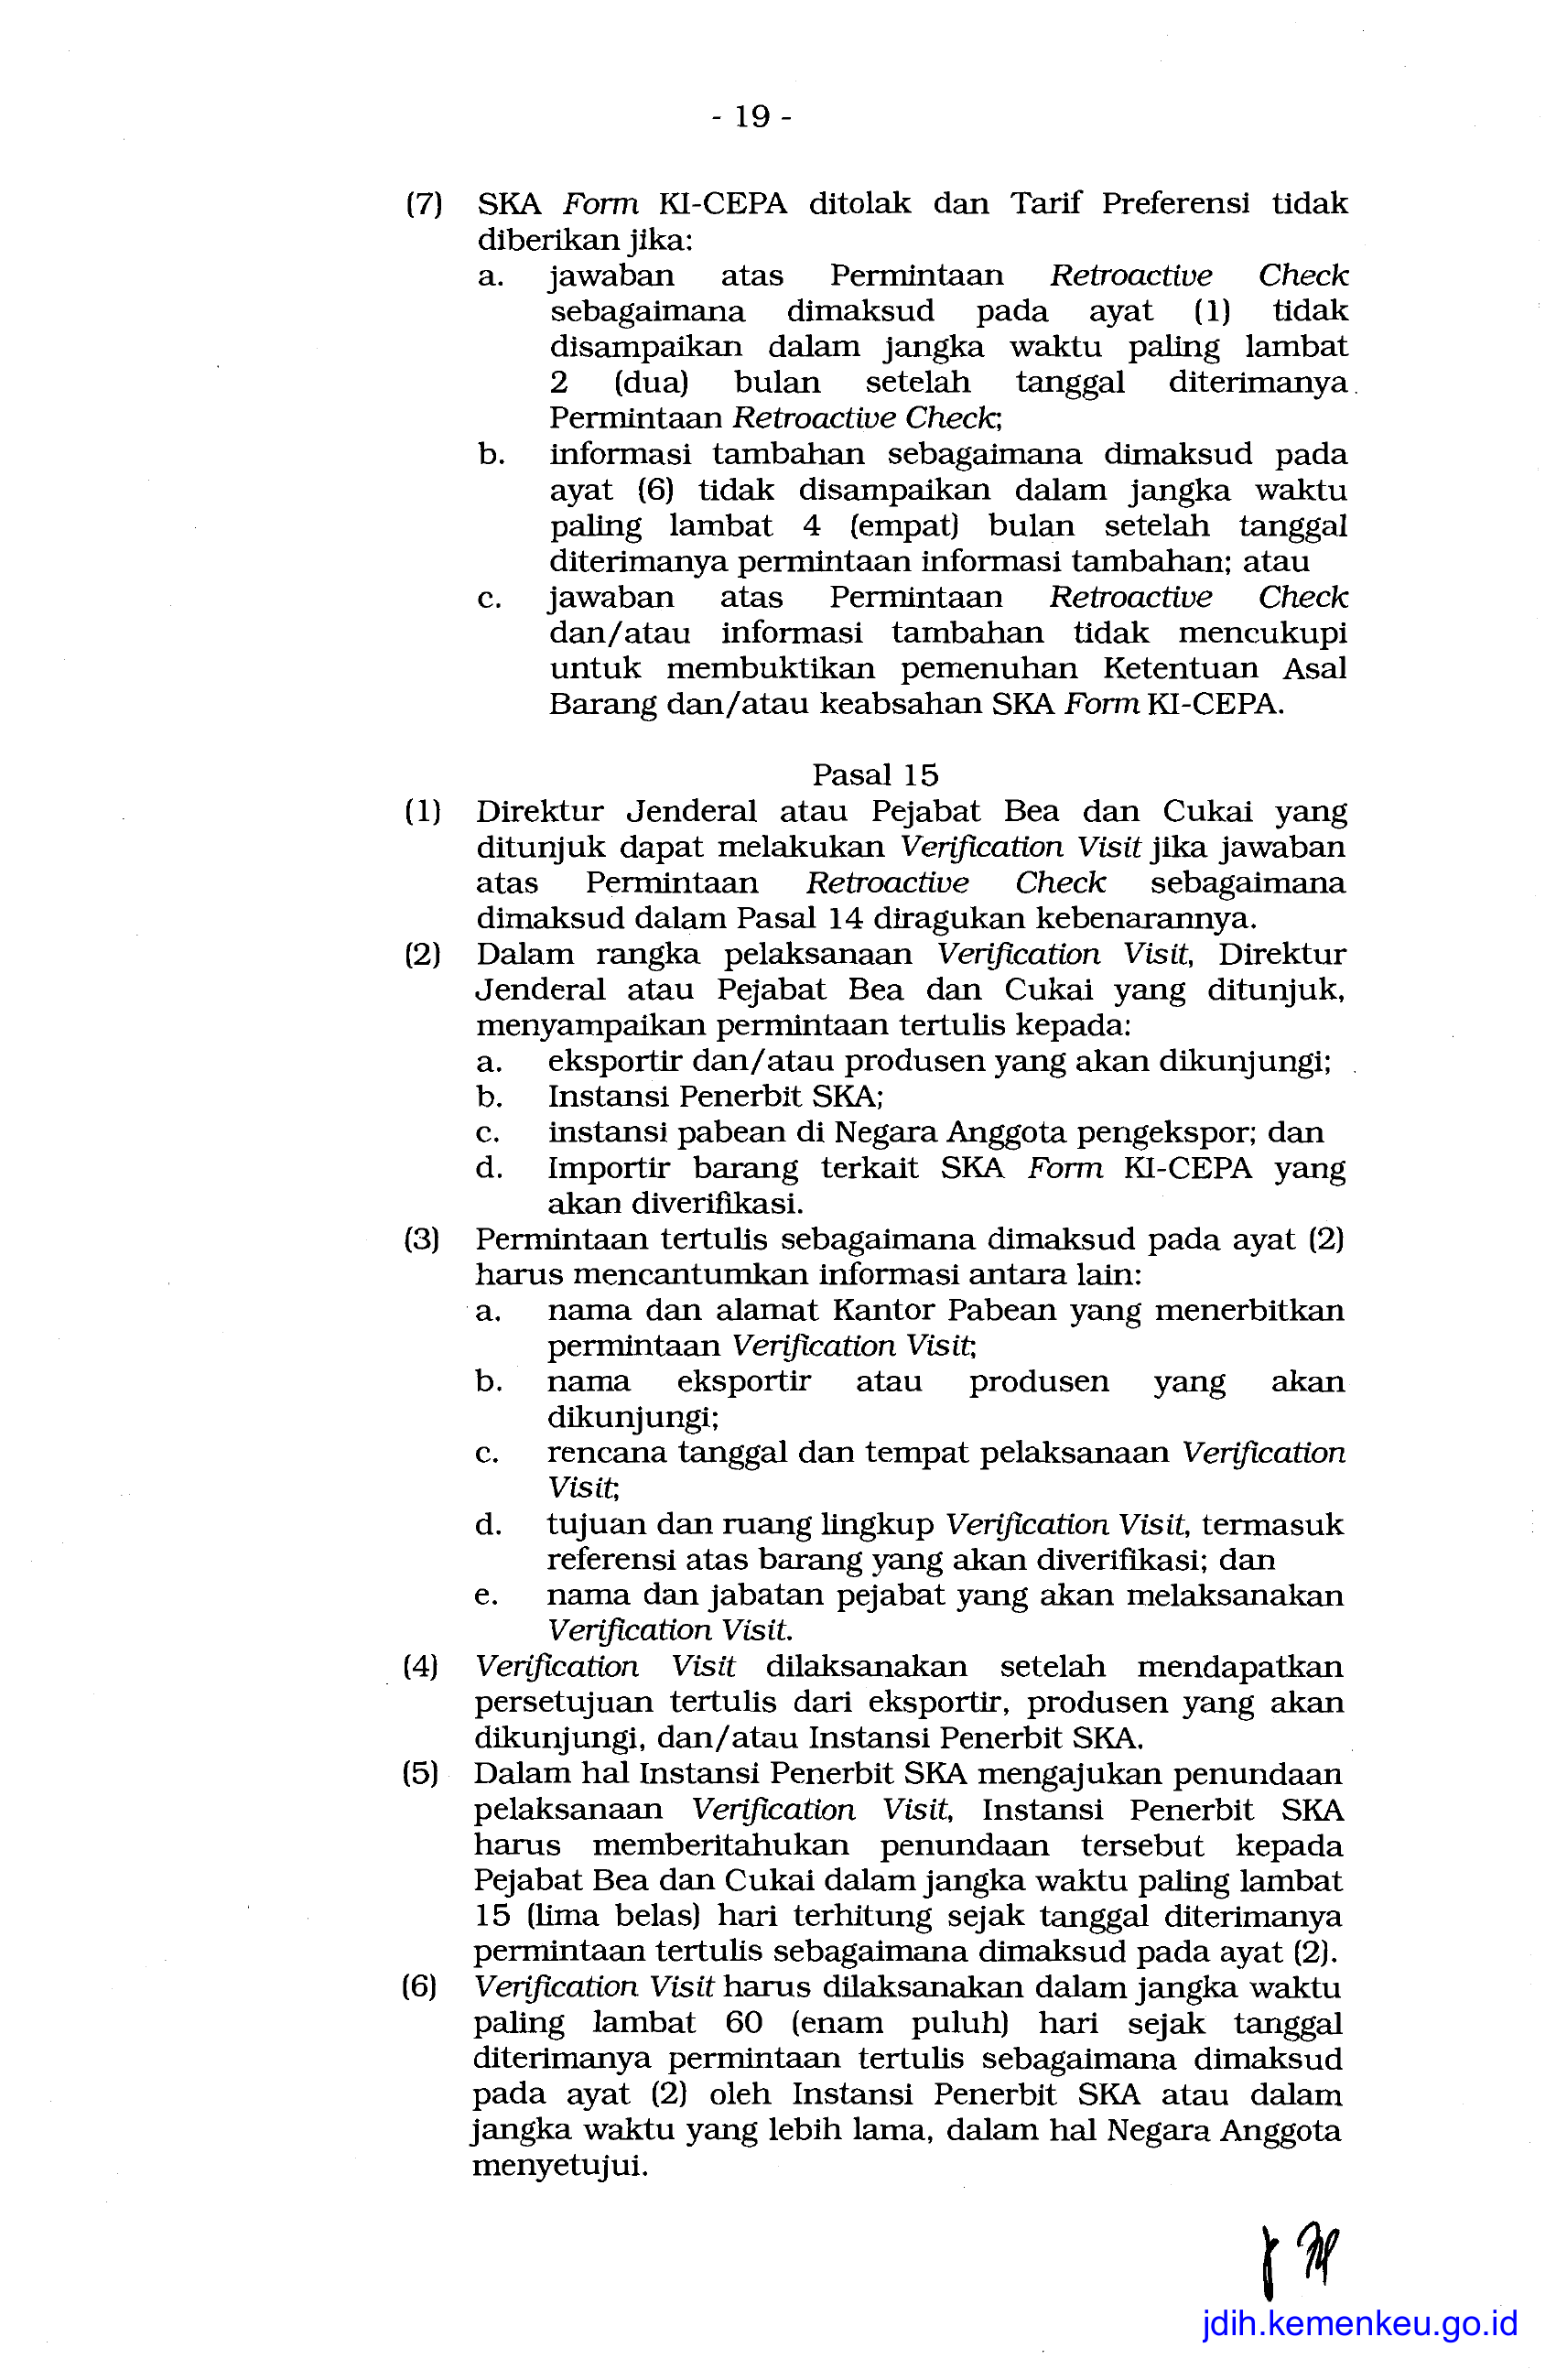 - 19 -
(7) SKA Form KI-CEPA ditolak dan Tarif Preferensi tidak
diberikan jika:
a. jawaban atas Permintaan Retroactive Check
sebagaimana dimaksud pada ayat (1) tidak
disampaikan dalam jangka waktu paling lambat
2 (dua) bulan setelah tanggal diterimanya
Permintaan Retroactive Check;
b. informasi tambahan sebagaimana dimaksud pada
ayat (6) tidak disampaikan dalam jangka waktu
paling lambat 4 (empat) bulan setelah tanggal
diterimanya permintaan informasi tambahan; atau
c. jawaban atas Permintaan Retroactive Check
dan/atau informasi tambahan tidak mencukupi
untuk membuktikan pemenuhan Ketentuan Asal
Barang dan/atau keabsahan SKA Form KI-CEPA.
Pasal 15
(1) Direktur Jenderal atau Pejabat Bea dan Cukai yang
ditunjuk dapat melakukan Verification Visit jika jawaban
atas Permintaan Retroactive Check sebagaimana
dimaksud dalam Pasal 14 diragukan kebenarannya.
(2) Dalam rangka pelaksanaan Verification Visit, Direktur
Jenderal atau Pejabat Bea dan Cukai yang ditunjuk,
menyampaikan permintaan tertulis kepada:
a. eksportir dan/atau produsen yang akan dikunjungi;
b. Instansi Penerbit SKA;
c. instansi pabean di Negara Anggota pengekspor; dan
d. Importir barang terkait SKA Form KI-CEPA yang
akan diverifikasi.
(3) Permintaan tertulis sebagaimana dimaksud pada ayat (2)
harus mencantumkan informasi antara lain:
a. nama dan alamat Kantor Pabean yang menerbitkan
permintaan Verification Visit;
b. nama eksportir atau produsen yang akan
dikunjungi;
c. rencana tanggal dan tempat pelaksanaan Verification
Visit;
d. tujuan dan ruang lingkup Verification Visit, termasuk
referensi atas barang yang akan diverifikasi; dan
e. nama dan jabatan pejabat yang akan melaksanakan
Verification Visit.
(4) Verification Visit dilaksanakan setelah mendapatkan
persetujuan tertulis dari eksportir, produsen yang akan
dikunjungi, dan/atau Instansi Penerbit SKA.
(5) Dalam hal Instansi Penerbit SKA mengajukan penundaan
pelaksanaan Verification Visit, Instansi Penerbit SKA
harus memberitahukan penundaan tersebut kepada
Pejabat Bea dan Cukai dalam jangka waktu paling lambat
15 (lima belas) hari terhitung sejak tanggal diterimanya
permintaan tertulis sebagaimana dimaksud pada ayat (2).
(6) Verification Visit harus dilaksanakan dalam jangka waktu
paling lambat 60 (enam puluh) hari sejak tanggal
diterimanya permintaan tertulis sebagaimana dimaksud
pada ayat (2) oleh Instansi Penerbit SKA atau dalam
jangka waktu yang lebih lama, dalam hal Negara Anggota
menyetujui.
jdih.kemenkeu.go.id